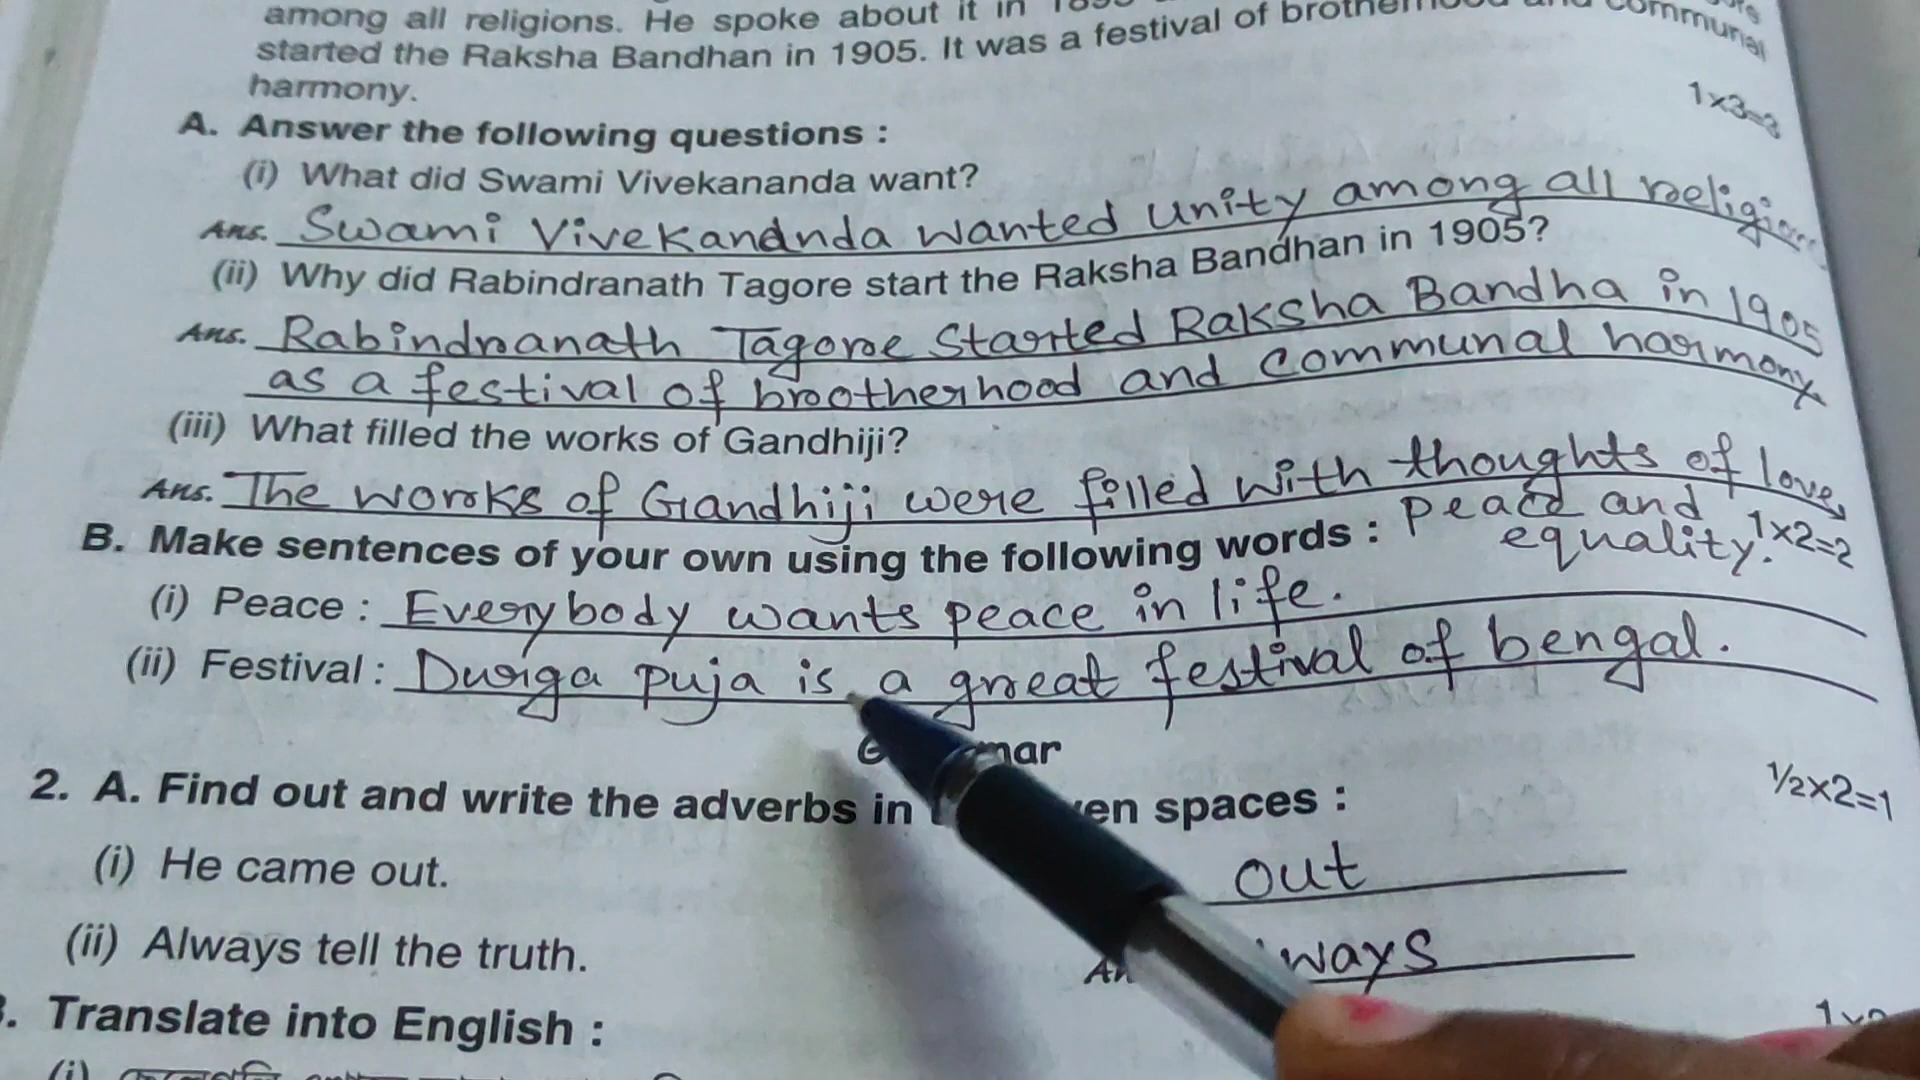 among all religions. He spoke about it in
started the Raksha Bandhan in 1905. It was a festival of brotherhood and communal
harmony.
1×3=3
A. Answer the following questions :
(i) What did Swami Vivekananda want?
Ans. Swami Vivekanadnda wanted unity among all religion
(ii) Why did Rabindranath Tagore start the Raksha Bandhan in 1905?
Ans. Rabindranath Tagore Started Raksha Bandha in 1905
as a festival of brotherhood and communal harmony
(iii) What filled the works of Gandhiji?
Ans. The works of Gandhiji were filled with thoughts of love,
peace and
equality.
B. Make sentences of your own using the following words : 1×2=2
(i) Peace : Everybody wants peace in life.
(ii) Festival : Durga puja is a great festival of bengal.
2. A. Find out and write the adverbs in spaces : ½×2=1
(i) He came out. out
(ii) Always tell the truth. ways
Translate into English :
(i)